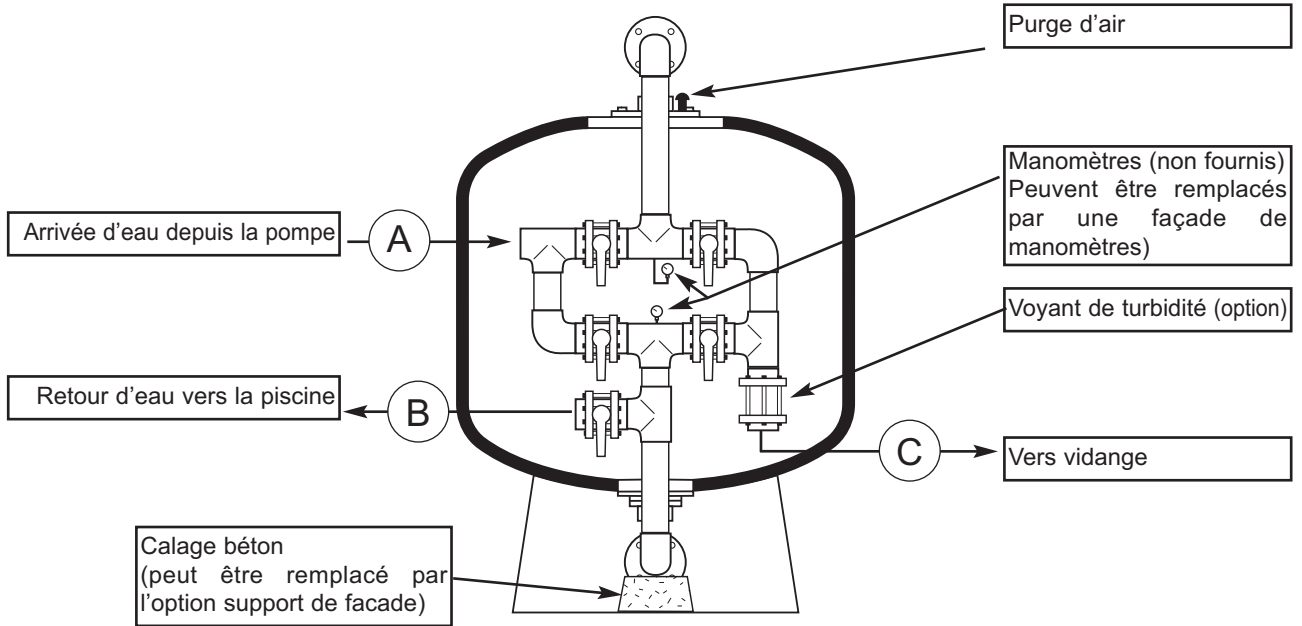 Purge d’air
Manomètres (non fournis)
Peuvent être remplacés
par une façade de
manomètres)
Arrivée d’eau depuis la pompe
A
Voyant de turbidité (option)
Retour d’eau vers la piscine
B
C
Vers vidange
Calage béton
(peut être remplacé par
l’option support de facade)